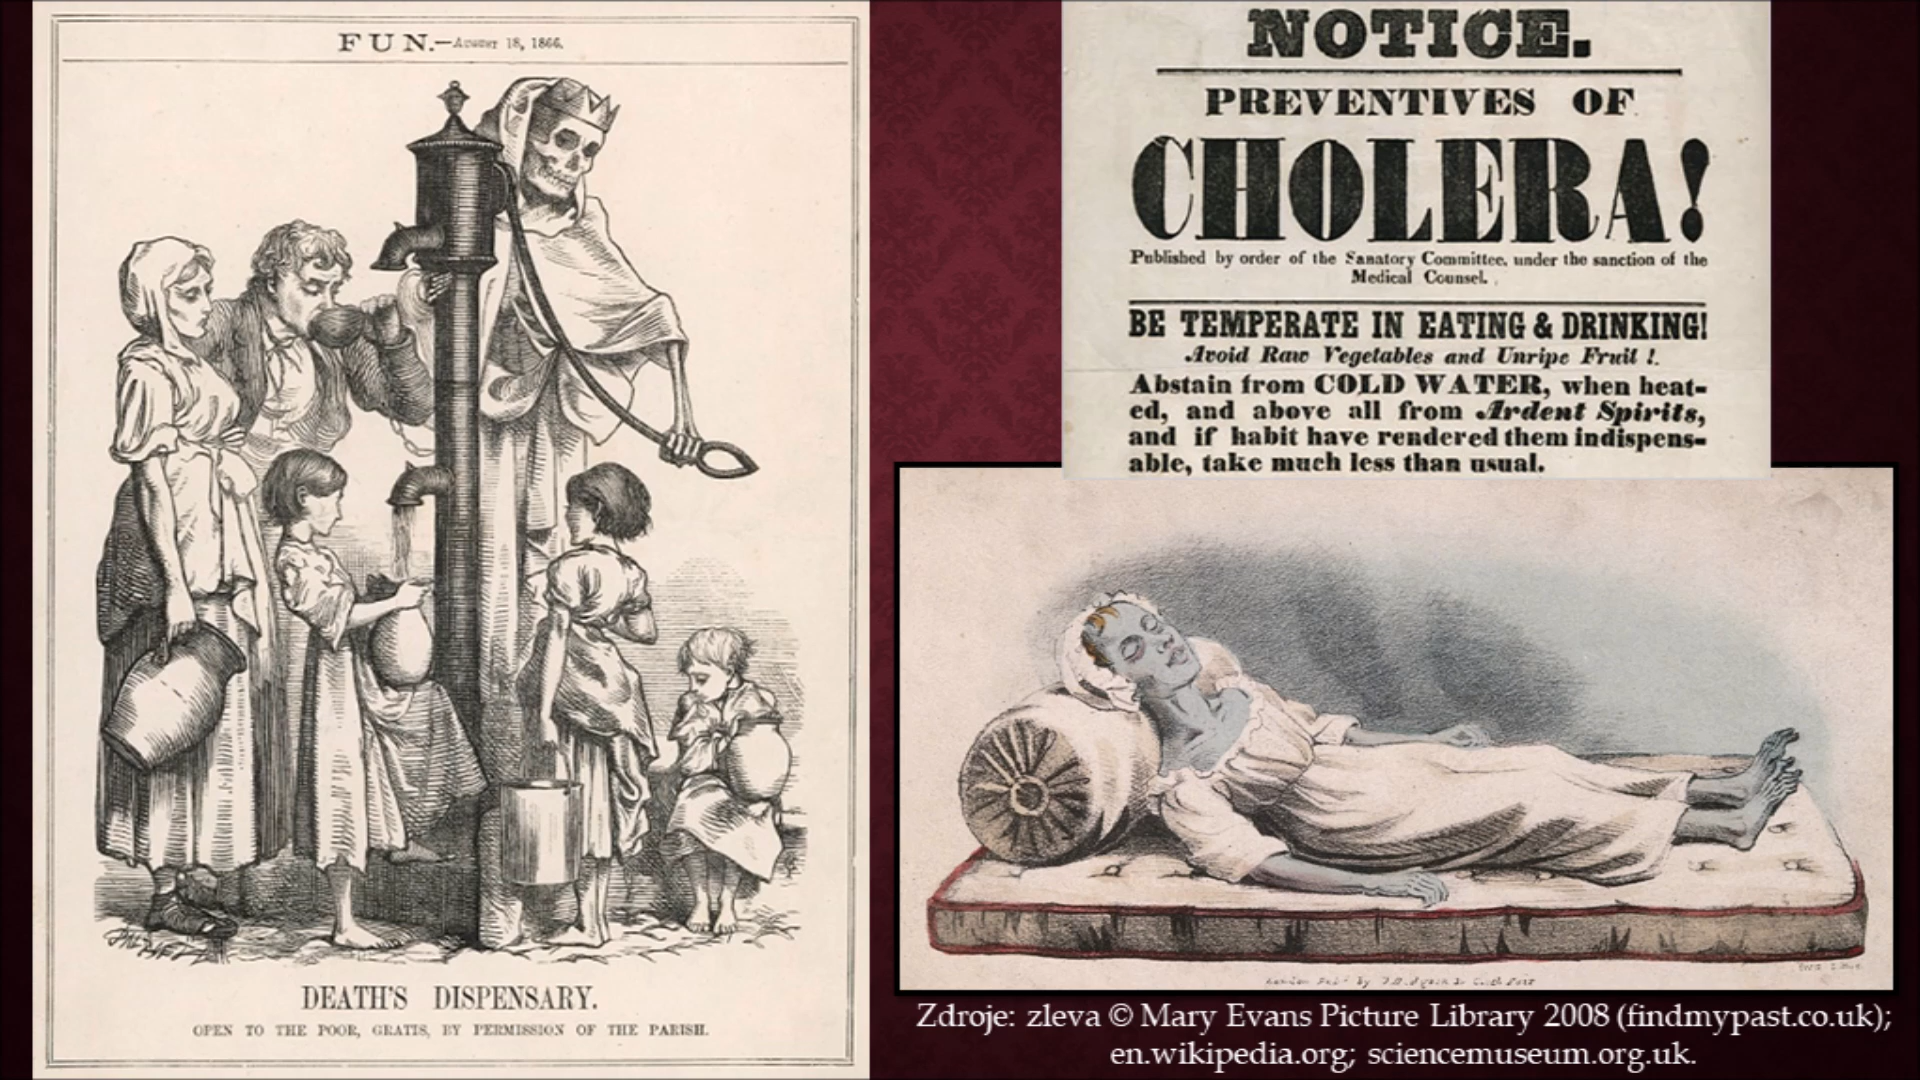 FUN.—August 18, 1866.
DEATH'S DISPENSARY.
OPEN TO THE POOR, GRATIS, BY PERMISSION OF THE PARISH.
NOTICE.
PREVENTIVES OF
CHOLERA!
Published by order of the Sanatory Committee, under the sanction of the
Medical Counsel.
BE TEMPERATE IN EATING & DRINKING!
Avoid Raw Vegetables and Unripe Fruit !.
Abstain from COLD WATER, when heat-
ed, and above all from Ardent Spirits,
and if habit have rendered them indispens-
able, take much less than usual.
Zdroje: zleva © Mary Evans Picture Library 2008 (findmypast.co.uk);
en.wikipedia.org; sciencemuseum.org.uk.